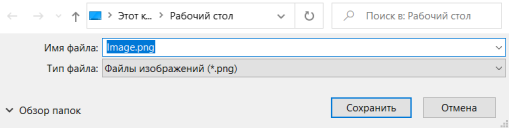 Этот к... > Рабочий стол
Поиск в: Рабочий стол
Имя файла: Image.png
Тип файла: Файлы изображений (*.png)
Обзор папок
Сохранить
Отмена